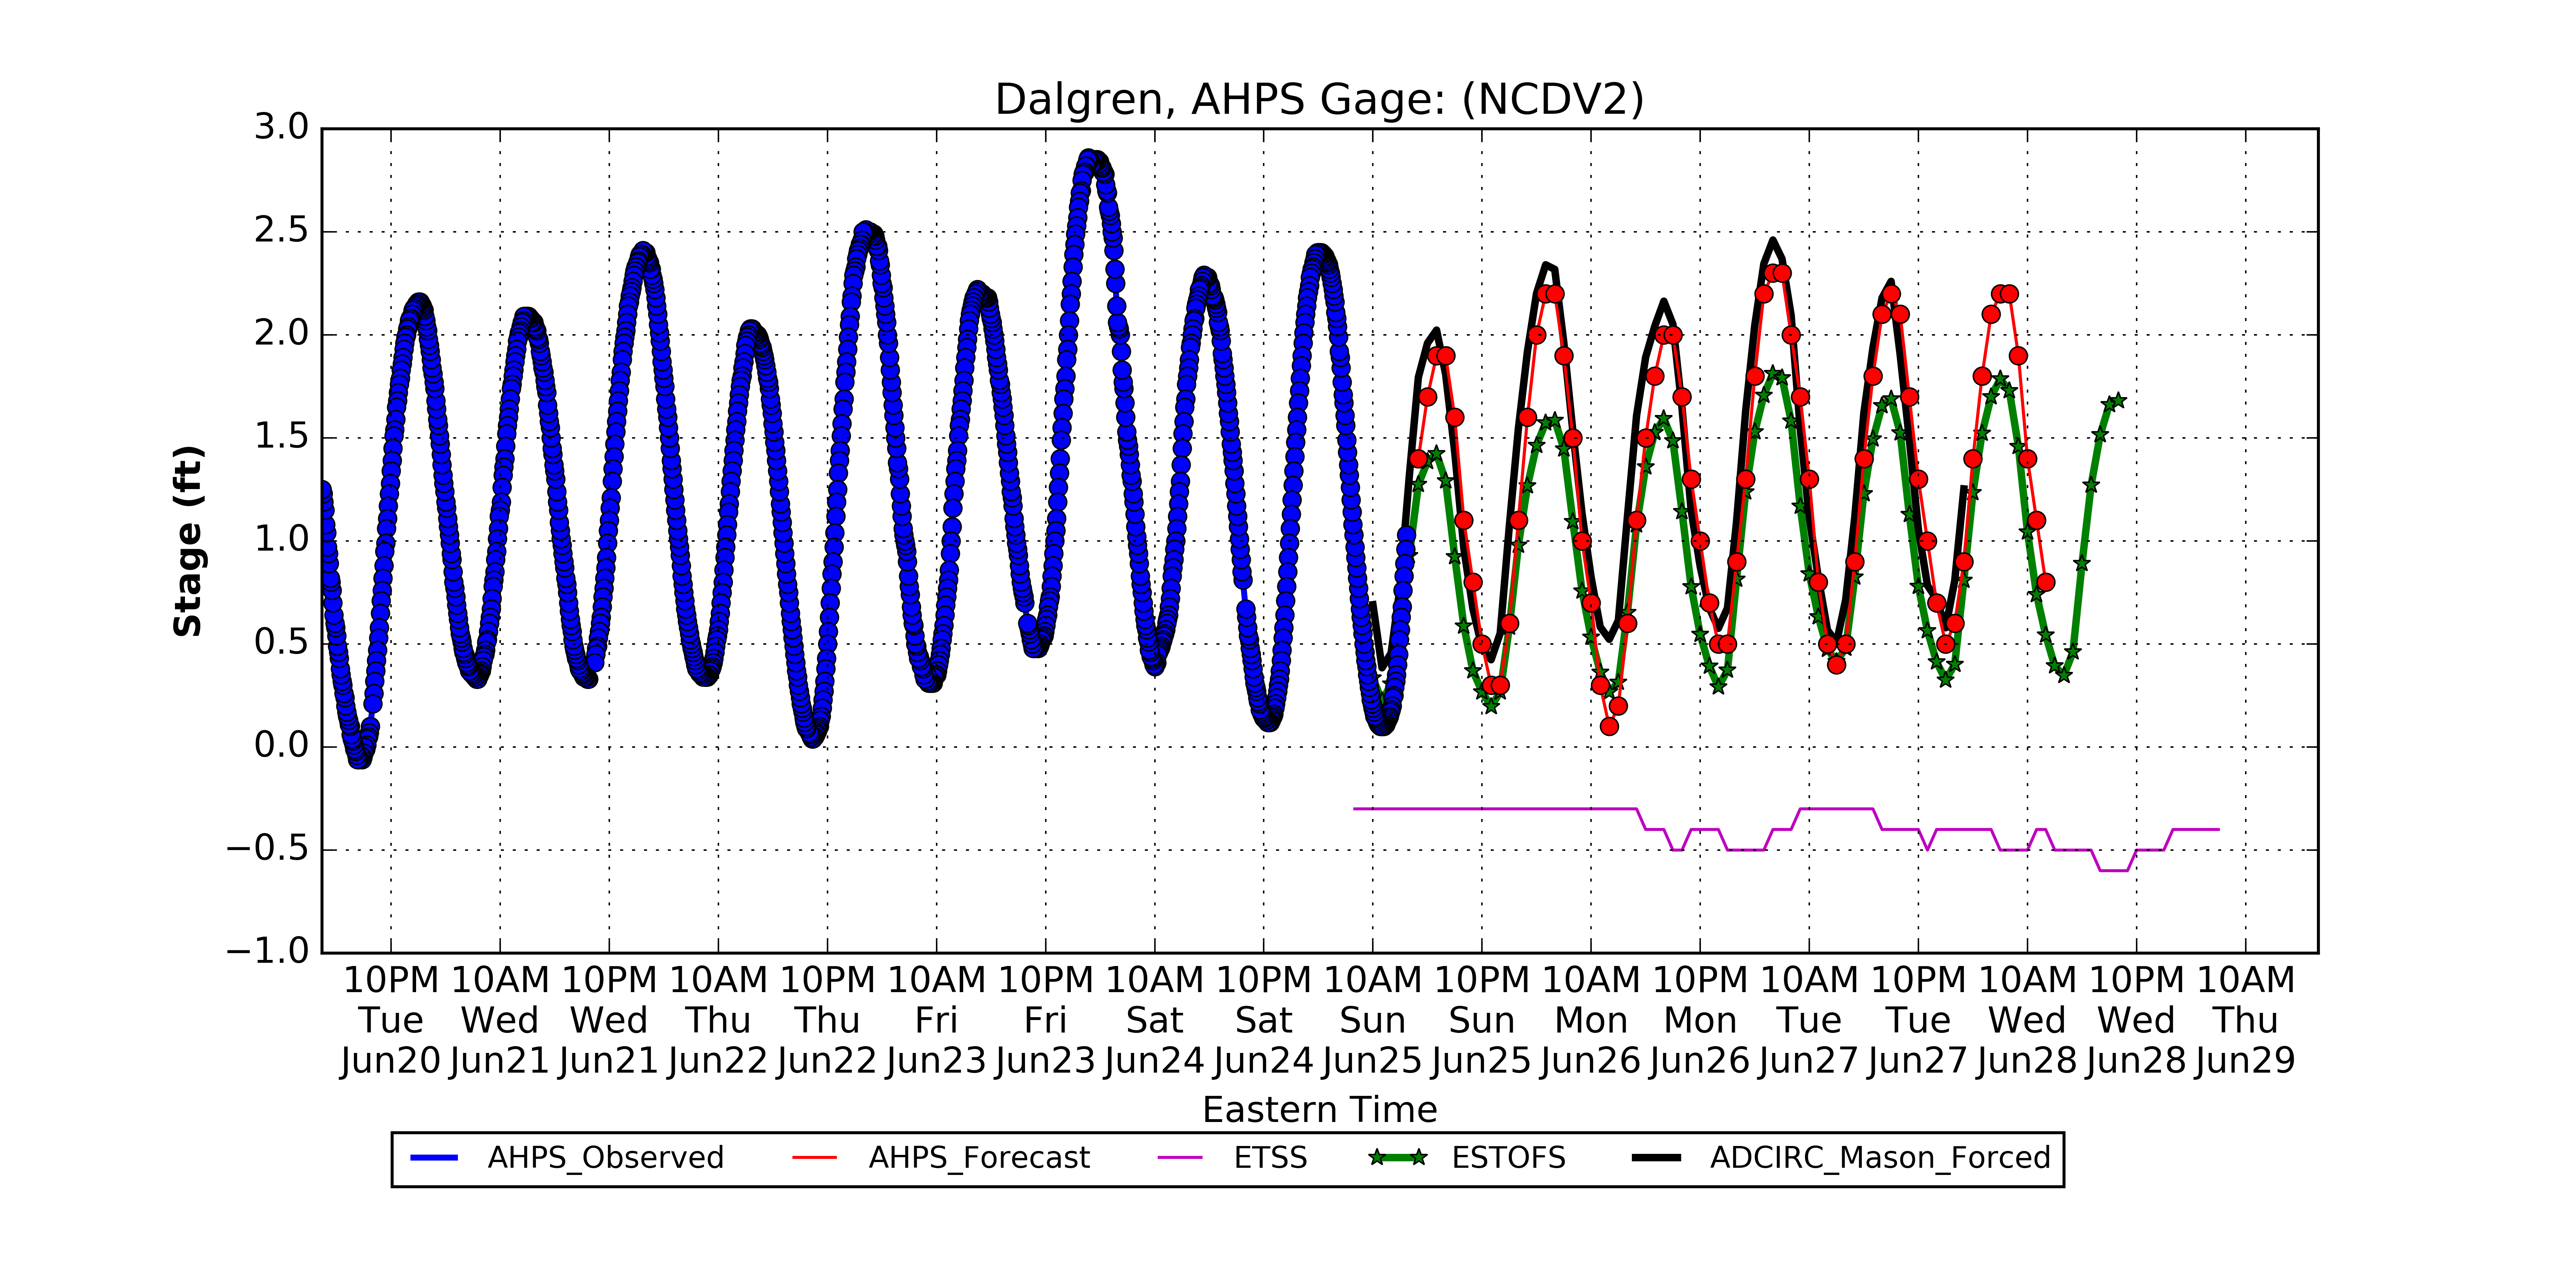 Dalgren, AHPS Gage: (NCDV2)
3.0
2.5
2.0
1.5
1.0
0.5
0.0
−0.5
−1.0
Stage (ft)
10PM 10AM 10PM 10AM 10PM 10AM 10PM 10AM 10PM 10AM 10PM 10AM 10PM 10AM 10PM 10AM 10PM 10AM
Tue Wed Wed Thu Thu Fri Fri Sat Sat Sun Sun Mon Mon Tue Tue Wed Wed Thu
Jun20 Jun21 Jun21 Jun22 Jun22 Jun23 Jun23 Jun24 Jun24 Jun25 Jun25 Jun26 Jun26 Jun27 Jun27 Jun28 Jun28 Jun29
Eastern Time
AHPS_Observed AHPS_Forecast ETSS ESTOFS ADCIRC_Mason_Forced